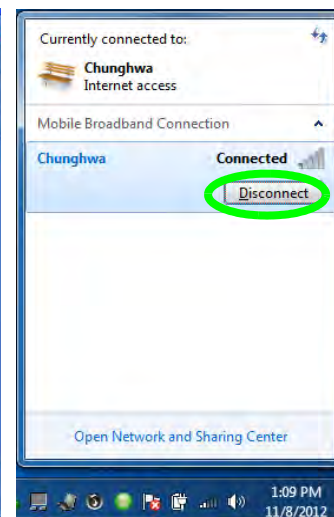 Currently connected to:
Chunghwa
Internet access
Mobile Broadband Connection
Chunghwa Connected
Disconnect
Open Network and Sharing Center
1:09 PM
11/8/2012